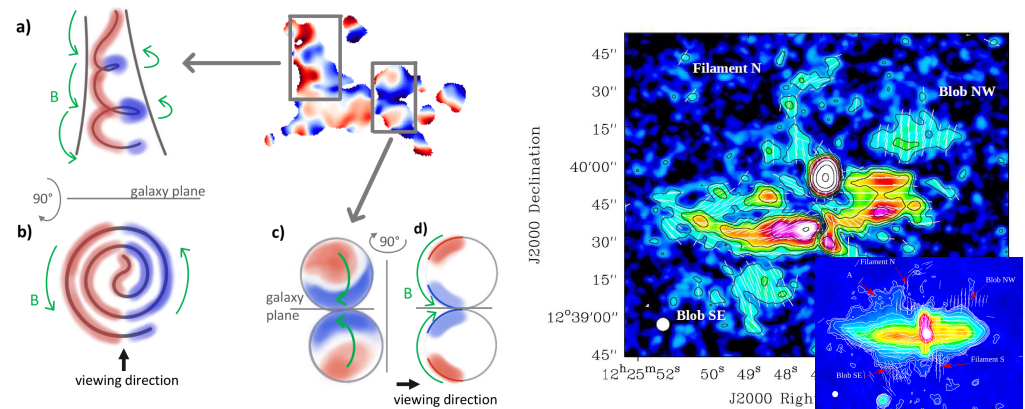 a)
B
90°
galaxy plane
b)
B
viewing direction
c)
90°
d)
B
galaxy
plane
viewing direction
J2000 Declination
45"
30"
15"
40'00"
45"
30"
15"
12°39'00"
45"
Filament N
Blob NW
Blob SE
12ʰ25ᵐ52ˢ 50ˢ 48ˢ
J2000 Right
Filament N
A
Blob NW
Filament S
Blob SE